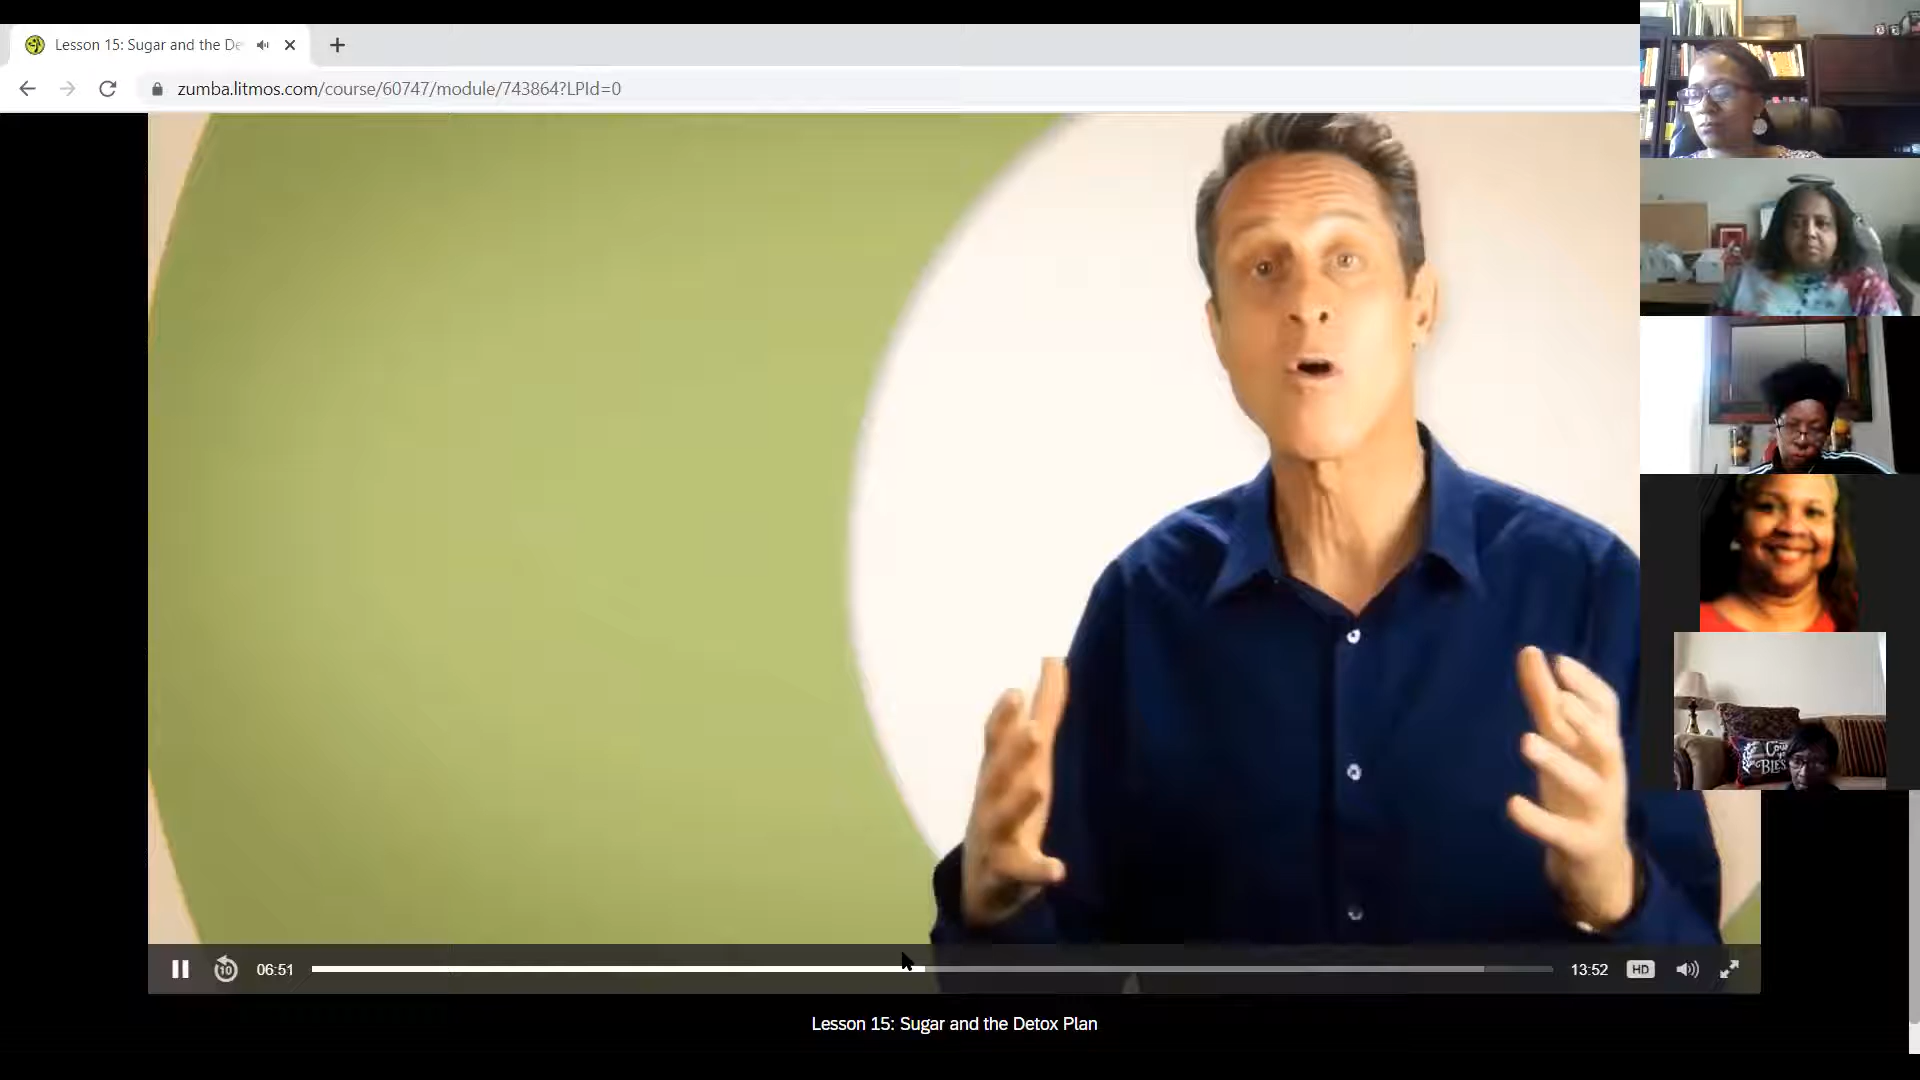 Lesson 15: Sugar and the De
zumba.litmos.com/course/60747/module/743864?LPId=0
10
06:51
13:52
HD
Lesson 15: Sugar and the Detox Plan